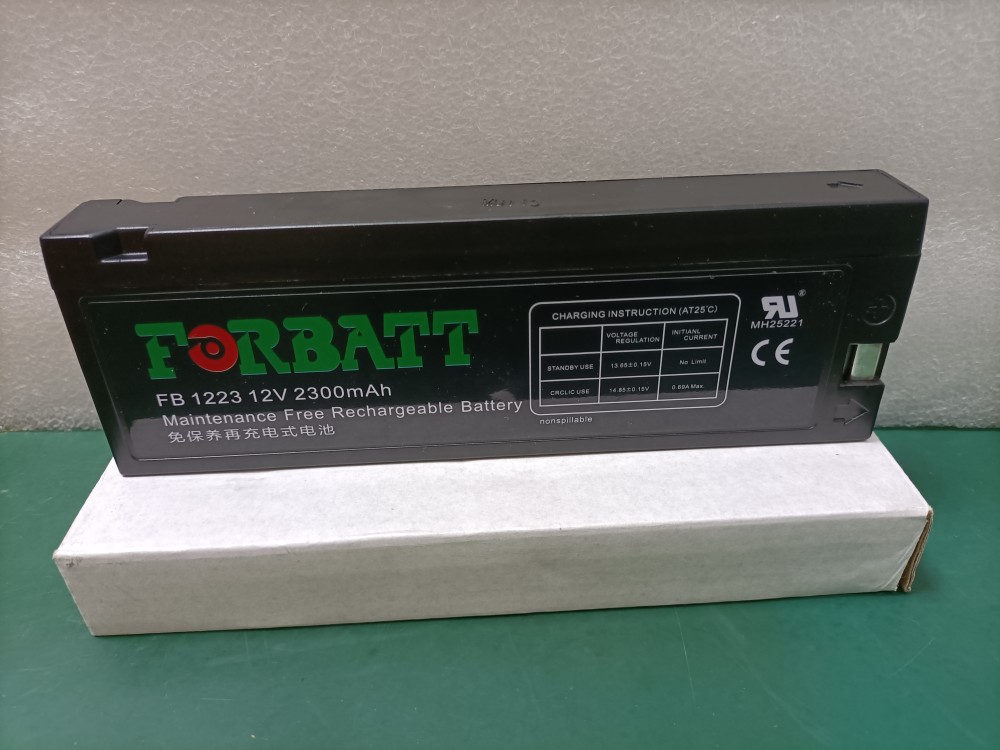 FORBATT
FB 1223 12V 2300mAh
Maintenance Free Rechargeable Battery
免保养再充电式电池
CHARGING INSTRUCTION (AT25℃)
VOLTAGE REGULATION INITIANL CURRENT
STANDBY USE 13.65±0.15V No Limit
CRCLIC USE 14.85±0.15V 0.69A Max.
nonspillable
RU®
MH25221
CE